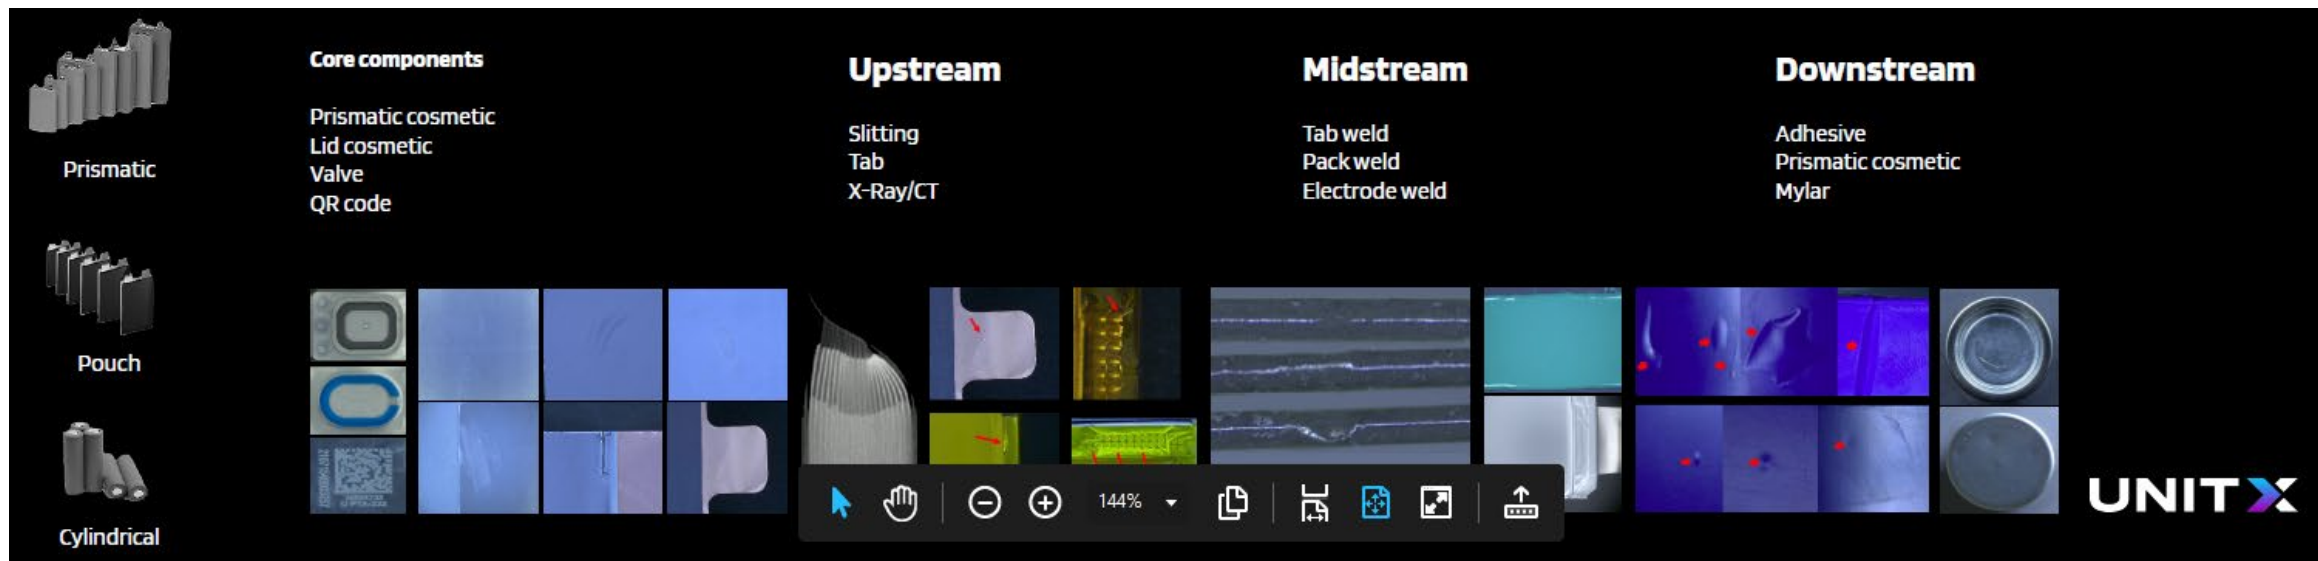 Prismatic
Pouch
Cylindrical
Core components
Prismatic cosmetic
Lid cosmetic
Valve
QR code
Upstream
Slitting
Tab
X-Ray/CT
Midstream
Tab weld
Pack weld
Electrode weld
Downstream
Adhesive
Prismatic cosmetic
Mylar
144%
UNITX